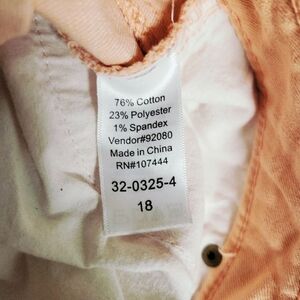 76% Cotton
23% Polyester
1% Spandex
Vendor#92080
Made in China
RN#107444
32-0325-4
18